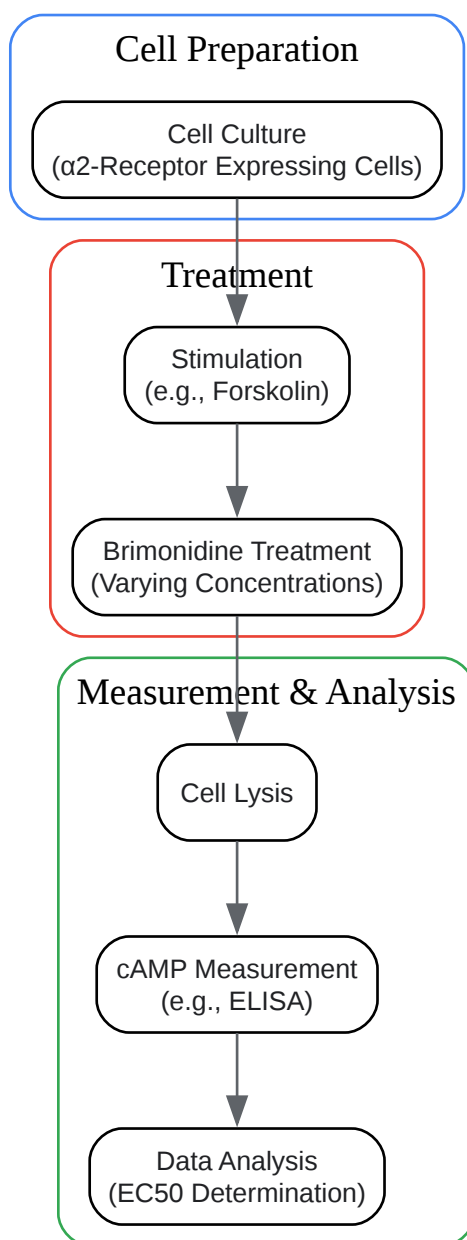 Cell Preparation
Cell Culture
(α2-Receptor Expressing Cells)
Treatment
Stimulation
(e.g., Forskolin)
Brimonidine Treatment
(Varying Concentrations)
Measurement & Analysis
Cell Lysis
cAMP Measurement
(e.g., ELISA)
Data Analysis
(EC50 Determination)